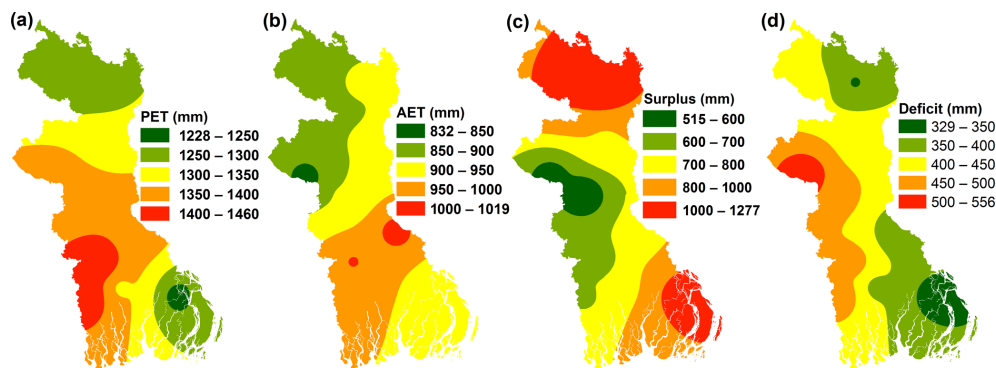 (a)
PET (mm)
1228 – 1250
1250 – 1300
1300 – 1350
1350 – 1400
1400 – 1460
(b)
AET (mm)
832 – 850
850 – 900
900 – 950
950 – 1000
1000 – 1019
(c)
Surplus (mm)
515 – 600
600 – 700
700 – 800
800 – 1000
1000 – 1277
(d)
Deficit (mm)
329 – 350
350 – 400
400 – 450
450 – 500
500 – 556